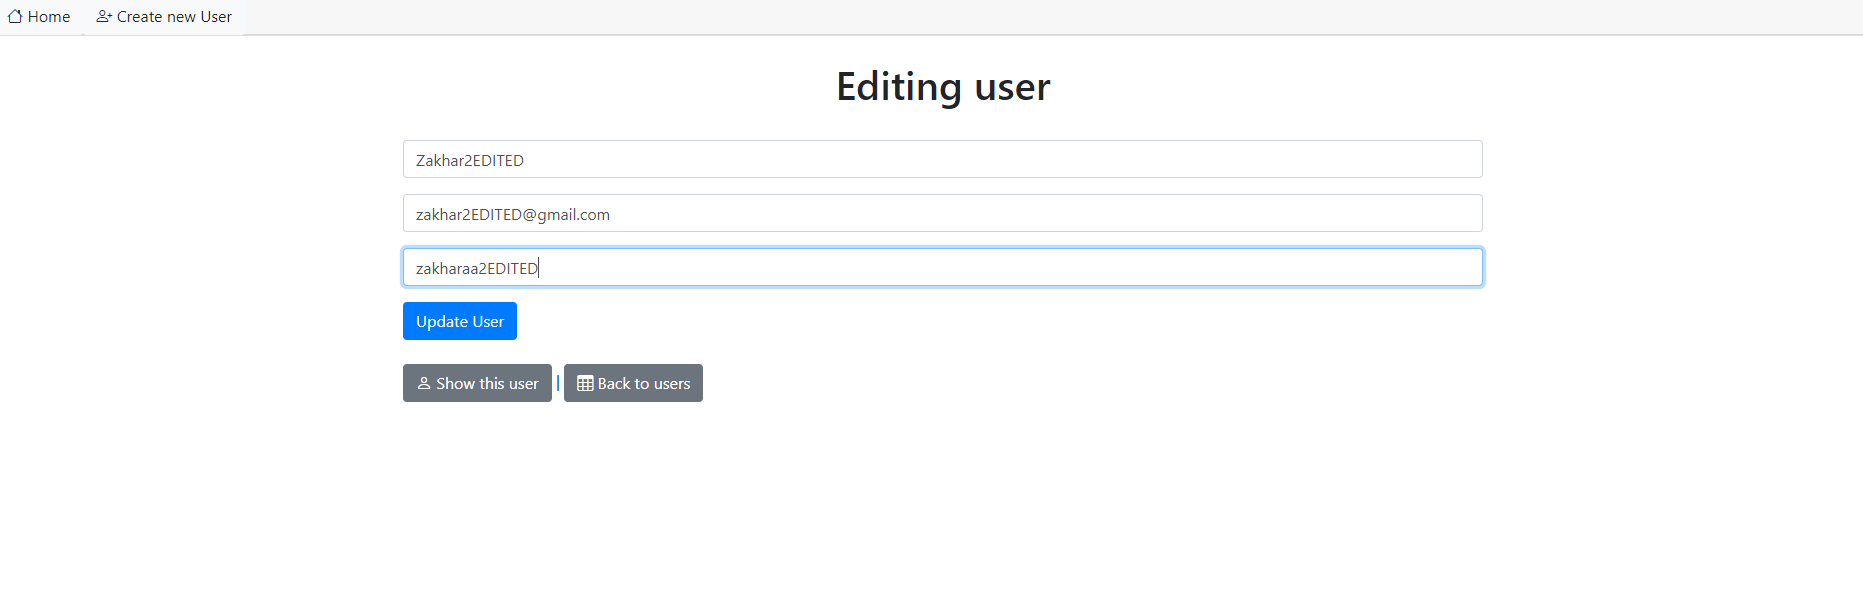 Home Create new User
Editing user
Zakhar2EDITED
zakhar2EDITED@gmail.com
zakharaa2EDITED
Update User
Show this user | Back to users